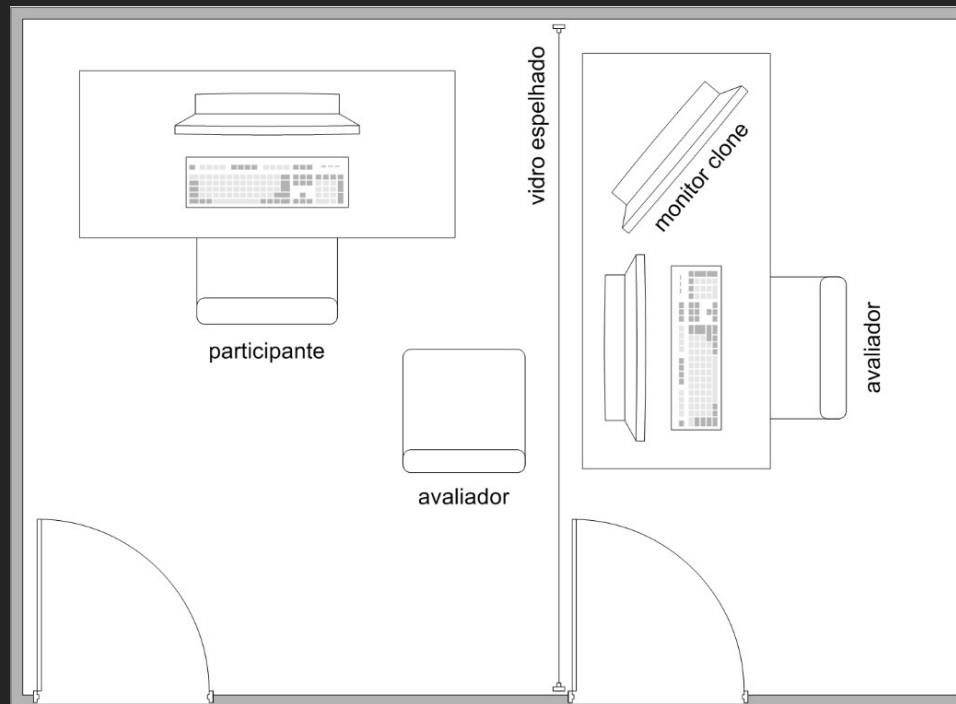 participante
avaliador
vidro espelhado
monitor clone
avaliador